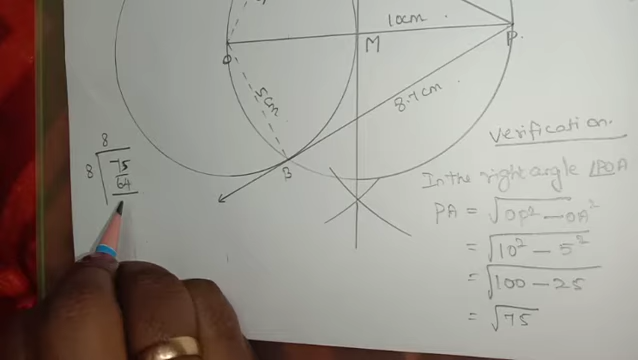 10cm
O
M
P
5cm
8.7cm
B
8
8 75
64
Verification.
In the right angle ∠POA
PA = √OP² - OA²
= √10² - 5²
= √100 - 25
= √75